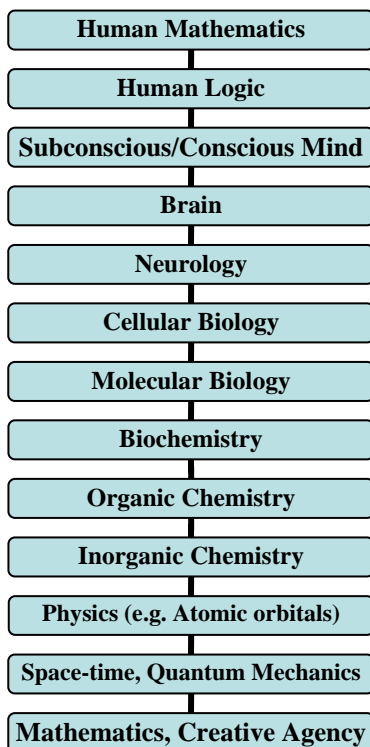 Human Mathematics
Human Logic
Subconscious/Conscious Mind
Brain
Neurology
Cellular Biology
Molecular Biology
Biochemistry
Organic Chemistry
Inorganic Chemistry
Physics (e.g. Atomic orbitals)
Space-time, Quantum Mechanics
Mathematics, Creative Agency